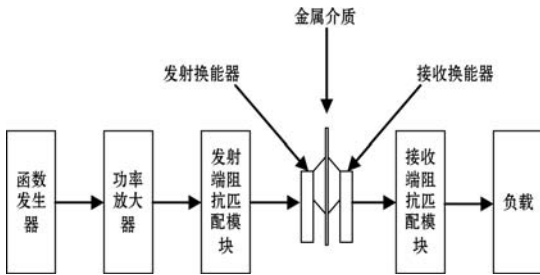 金属介质
发射换能器
接收换能器
函数
发生
器
功率
放大
器
发射
端阻
抗匹
配模
块
接收
端阻
抗匹
配模
块
负载